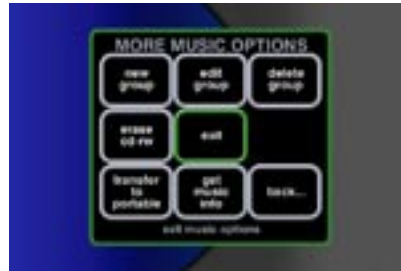 MORE MUSIC OPTIONS
new group
edit group
delete group
erase cd-rw
exit
transfer to portable
get music info
back...
exit music options